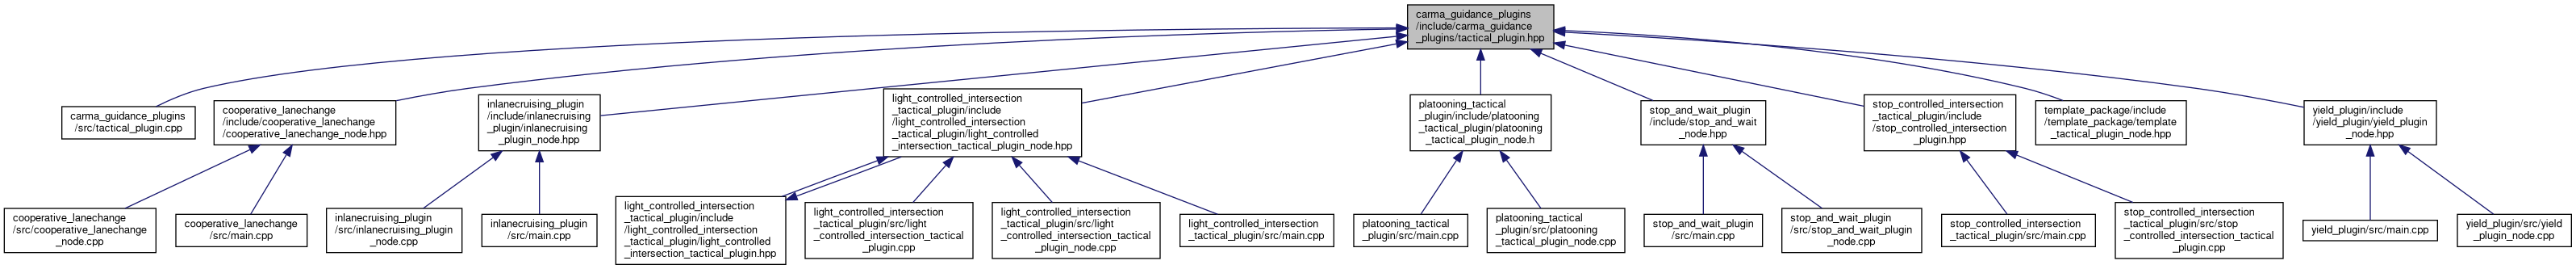 carma_guidance_plugins
/include/carma_guidance
_plugins/tactical_plugin.hpp
carma_guidance_plugins
/src/tactical_plugin.cpp
cooperative_lanechange
/include/cooperative_lanechange
/cooperative_lanechange_node.hpp
inlanecruising_plugin
/include/inlanecruising
_plugin/inlanecruising
_plugin_node.hpp
light_controlled_intersection
_tactical_plugin/include
/light_controlled_intersection
_tactical_plugin/light_controlled
_intersection_tactical_plugin_node.hpp
platooning_tactical
_plugin/include/platooning
_tactical_plugin/platooning
_tactical_plugin_node.h
stop_and_wait_plugin
/include/stop_and_wait
_node.hpp
stop_controlled_intersection
_tactical_plugin/include
/stop_controlled_intersection
_plugin.hpp
template_package/include
/template_package/template
_tactical_plugin_node.hpp
yield_plugin/include
/yield_plugin/yield_plugin
_node.hpp
cooperative_lanechange
/src/cooperative_lanechange
_node.cpp
cooperative_lanechange
/src/main.cpp
inlanecruising_plugin
/src/inlanecruising_plugin
_node.cpp
inlanecruising_plugin
/src/main.cpp
light_controlled_intersection
_tactical_plugin/include
/light_controlled_intersection
_tactical_plugin/light_controlled
_intersection_tactical_plugin.hpp
light_controlled_intersection
_tactical_plugin/src/light
_controlled_intersection_tactical
_plugin.cpp
light_controlled_intersection
_tactical_plugin/src/light
_controlled_intersection_tactical
_plugin_node.cpp
light_controlled_intersection
_tactical_plugin/src/main.cpp
platooning_tactical
_plugin/src/main.cpp
platooning_tactical
_plugin/src/platooning
_tactical_plugin_node.cpp
stop_and_wait_plugin
/src/main.cpp
stop_and_wait_plugin
/src/stop_and_wait_plugin
_node.cpp
stop_controlled_intersection
_tactical_plugin/src/main.cpp
stop_controlled_intersection
_tactical_plugin/src/stop
_controlled_intersection_tactical
_plugin.cpp
yield_plugin/src/main.cpp
yield_plugin/src/yield
_plugin_node.cpp